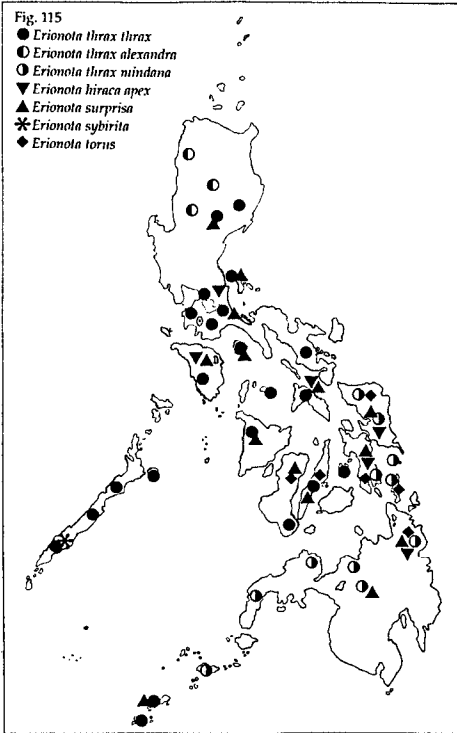 Fig. 115
Erionota thrax thrax
Erionota thrax alexandra
Erionota thrax mindana
Erionota hiraca apex
Erionota surprisa
Erionota sybirita
Erionota torus